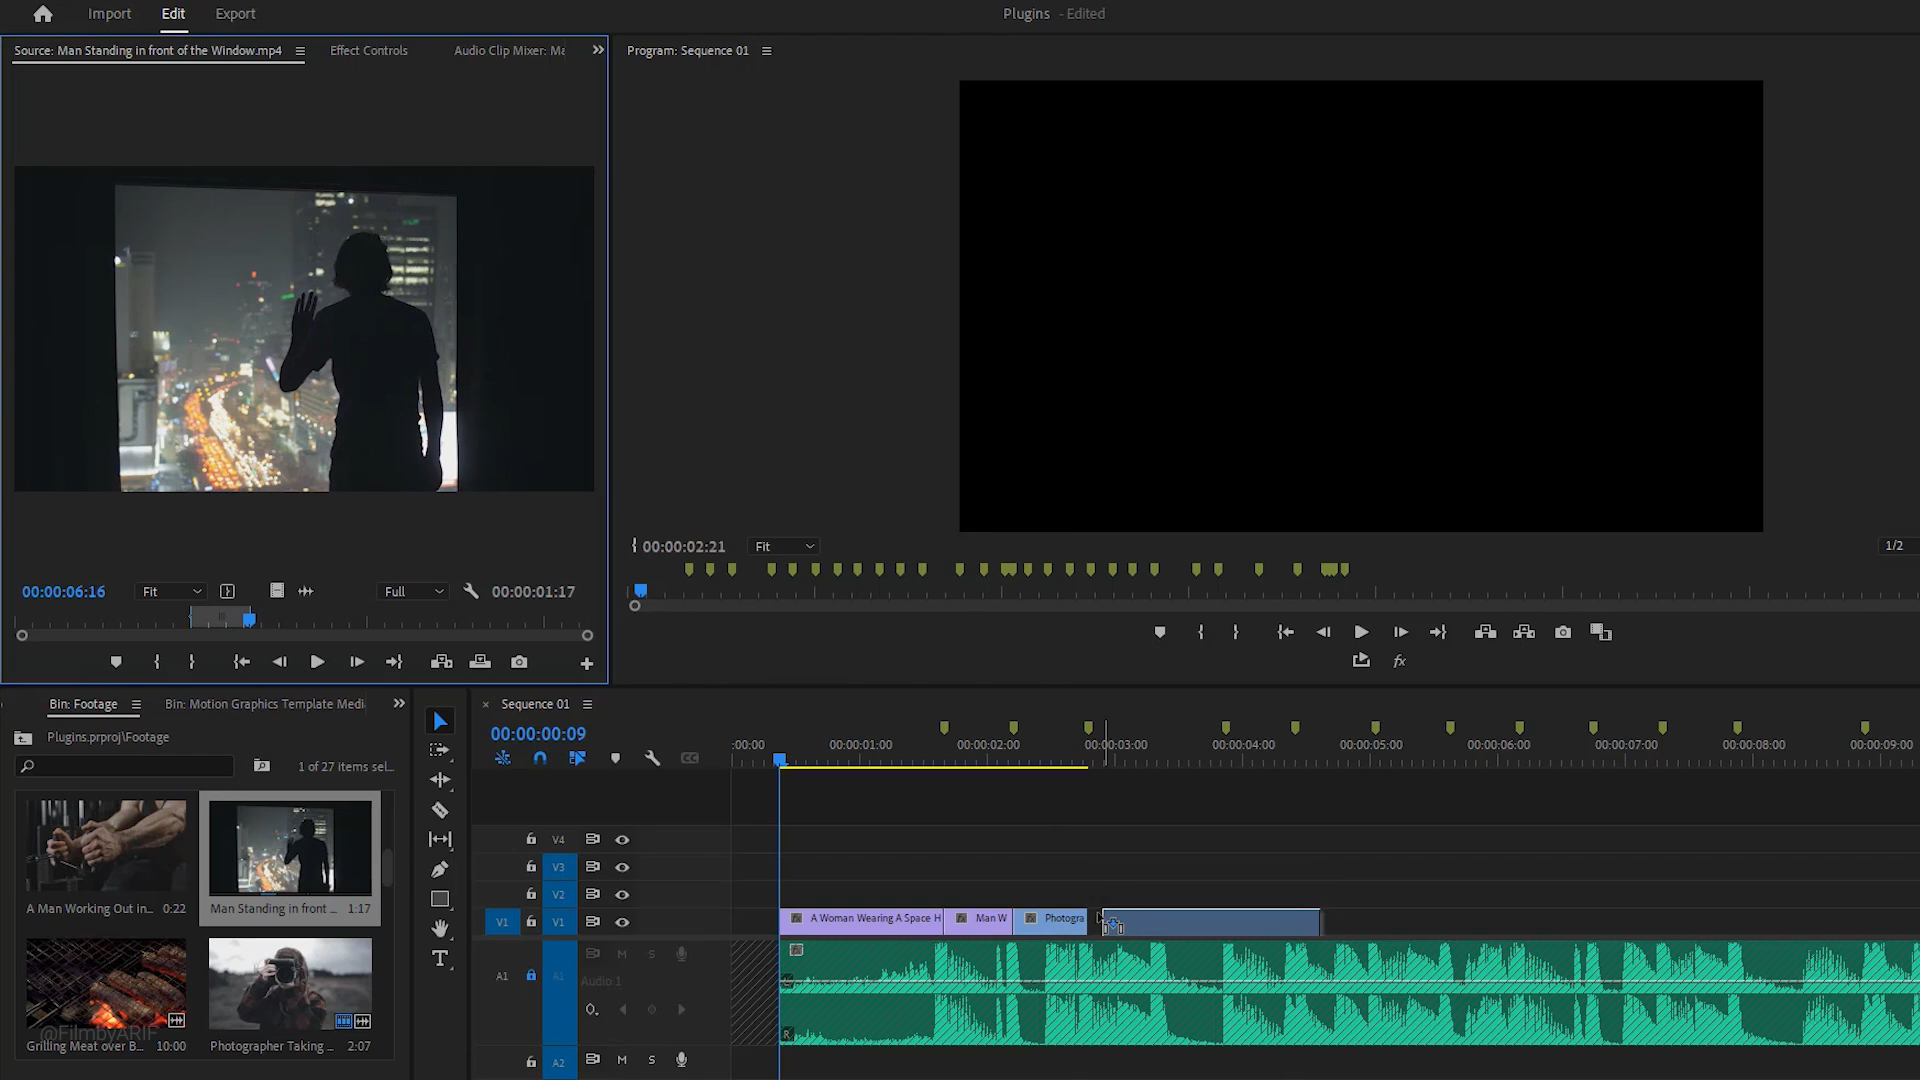 Import Edit Export Plugins - Edited
Source: Man Standing in front of the Window.mp4 Effect Controls Audio Clip Mixer: Ma
Program: Sequence 01
00:00:02:21 Fit 1/2
00:00:06:16 Fit Full 00:00:01:17
fx
Bin: Footage Bin: Motion Graphics Template Medi
Sequence 01
Plugins.prproj\Footage
00:00:00:09
:00:00 00:00:01:00 00:00:02:00 00:00:03:00 00:00:04:00 00:00:05:00 00:00:06:00 00:00:07:00 00:00:08:00 00:00:09:00
1 of 27 items sel...
CC
V4
V3
V2
A Man Working Out in... 0:22
Man Standing in front ... 1:17
V1 V1 A Woman Wearing A Space H Man W Photogra
M S
A1 A1 Audio 1
L
R
@FilmbyARIF
Grilling Meat over B... 10:00
Photographer Taking ... 2:07
A2 M S